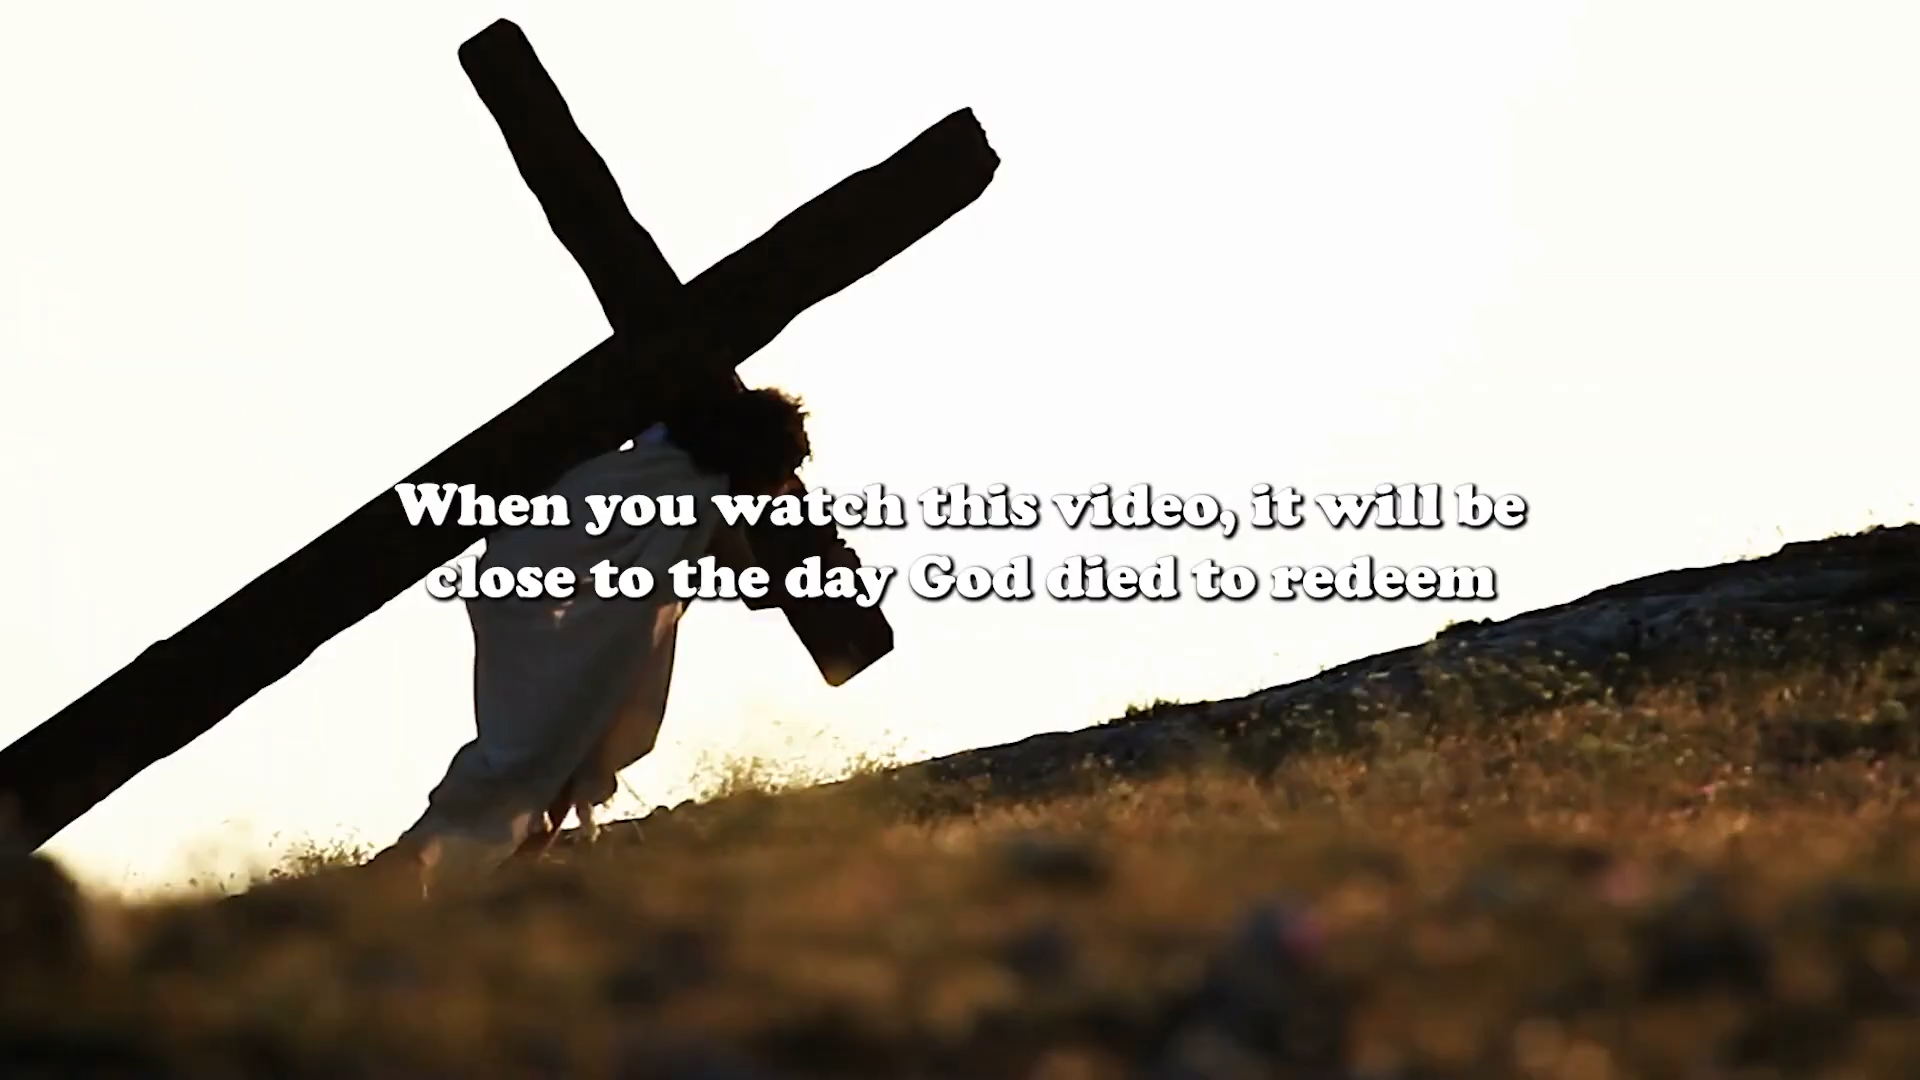 When you watch this video, it will be
close to the day God died to redeem